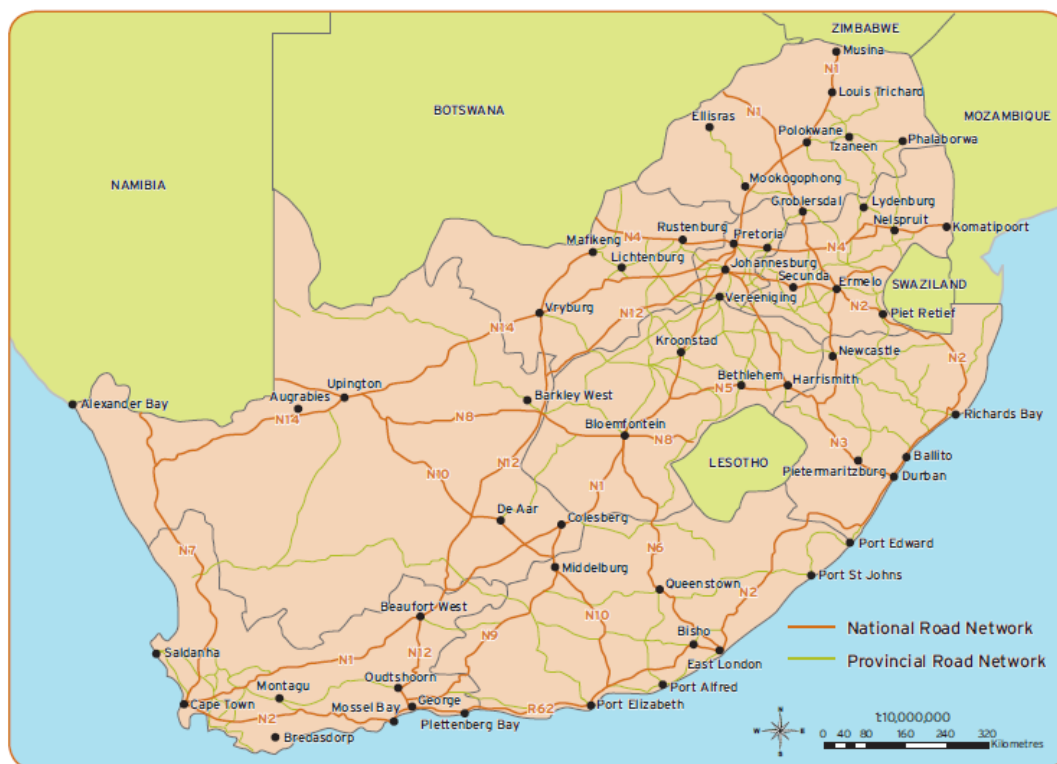 ZIMBABWE
Musina
N1
Louis Trichard
BOTSWANA
Ellisras
N1
MOZAMBIQUE
Polokwane
Tzaneen
Phalaborwa
NAMIBIA
Mookogophong
Groblersdal
Lydenburg
Nelspruit
Komatipoort
Rustenburg
Pretoria
N4
N4
Mafikeng
Lichtenburg
Johannesburg
Secunda
Ermelo
SWAZILAND
Vereeniging
N2
Piet Retief
Vryburg
N12
N14
Kroonstad
Newcastle
N2
Upington
Augrabies
Bethlehem
Harrismith
N5
Alexander Bay
Barkley West
Richards Bay
N14
N8
Bloemfontein
N8
N3
LESOTHO
Ballito
Pietermaritzburg
Durban
N12
N10
N1
De Aar
Colesberg
Port Edward
N7
N6
Middelburg
Port St Johns
Queenstown
N2
Beaufort West
N10
N9
Bisho
National Road Network
Saldanha
N1
N12
East London
Provincial Road Network
Oudtshoorn
Montagu
George
Port Alfred
Cape Town
Mossel Bay
R62
Port Elizabeth
N2
Plettenberg Bay
Bredasdorp
N
W E
S
1:10,000,000
0 40 80 160 240 320
Kilometres